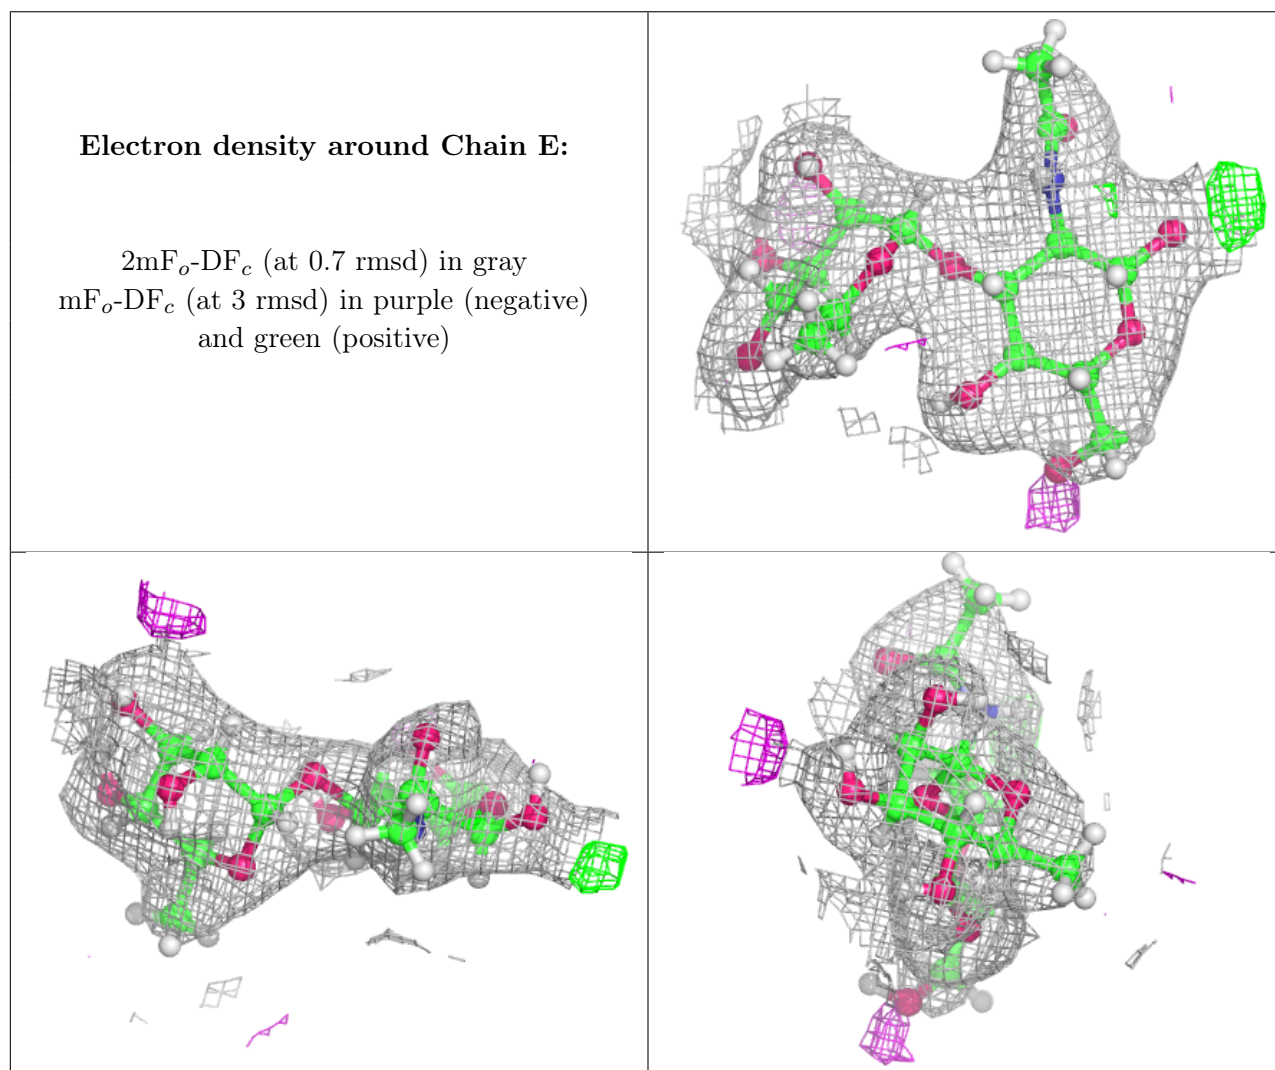 Electron density around Chain E:
2mF$_o$-DF$_c$ (at 0.7 rmsd) in gray
mF$_o$-DF$_c$ (at 3 rmsd) in purple (negative)
and green (positive)